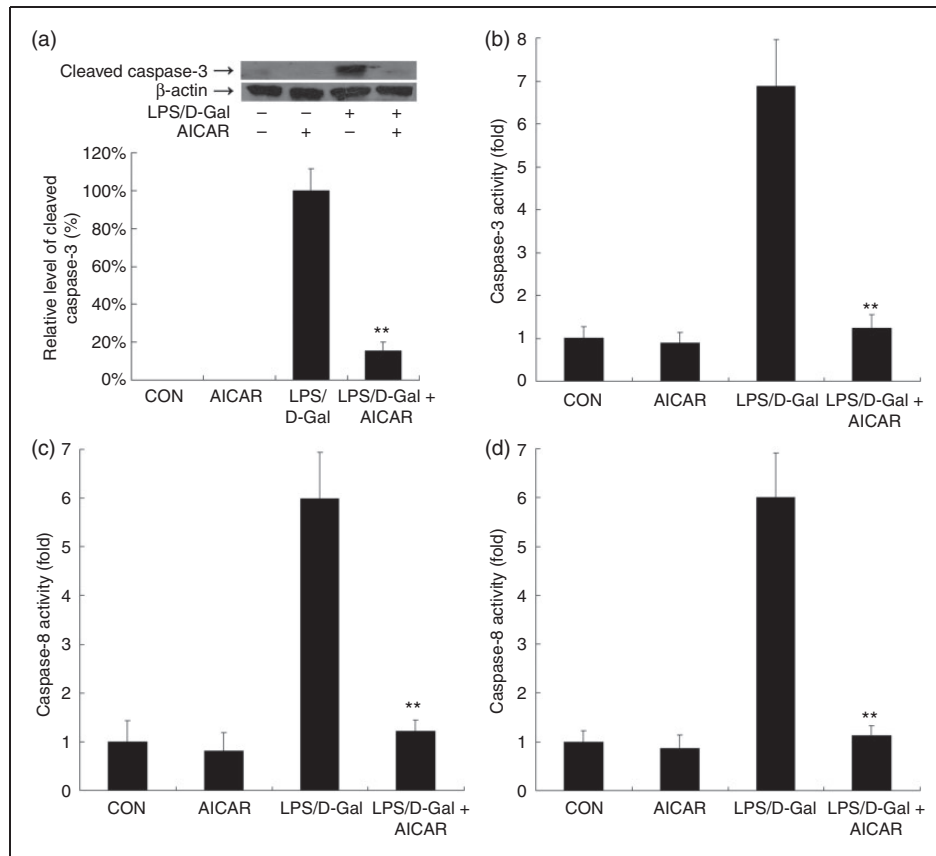 (a)
Cleaved caspase-3 →
β-actin →
LPS/D-Gal – – + +
AICAR – + – +
Relative level of cleaved
caspase-3 (%)
120%
100%
80%
60%
40%
20%
0%
**
CON AICAR LPS/ LPS/D-Gal +
D-Gal AICAR
(b)
Caspase-3 activity (fold)
8
7
6
5
4
3
2
1
0
**
CON AICAR LPS/D-Gal LPS/D-Gal +
AICAR
(c)
Caspase-8 activity (fold)
7
6
5
4
3
2
1
0
**
CON AICAR LPS/D-Gal LPS/D-Gal +
AICAR
(d)
Caspase-8 activity (fold)
7
6
5
4
3
2
1
0
**
CON AICAR LPS/D-Gal LPS/D-Gal +
AICAR